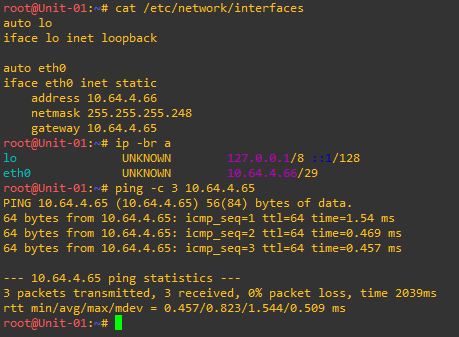 root@Unit-01:~# cat /etc/network/interfaces
auto lo
iface lo inet loopback

auto eth0
iface eth0 inet static
    address 10.64.4.66
    netmask 255.255.255.248
    gateway 10.64.4.65
root@Unit-01:~# ip -br a
lo               UNKNOWN        127.0.0.1/8 ::1/128
eth0             UNKNOWN        10.64.4.66/29
root@Unit-01:~# ping -c 3 10.64.4.65
PING 10.64.4.65 (10.64.4.65) 56(84) bytes of data.
64 bytes from 10.64.4.65: icmp_seq=1 ttl=64 time=1.54 ms
64 bytes from 10.64.4.65: icmp_seq=2 ttl=64 time=0.469 ms
64 bytes from 10.64.4.65: icmp_seq=3 ttl=64 time=0.457 ms

--- 10.64.4.65 ping statistics ---
3 packets transmitted, 3 received, 0% packet loss, time 2039ms
rtt min/avg/max/mdev = 0.457/0.823/1.544/0.509 ms
root@Unit-01:~#